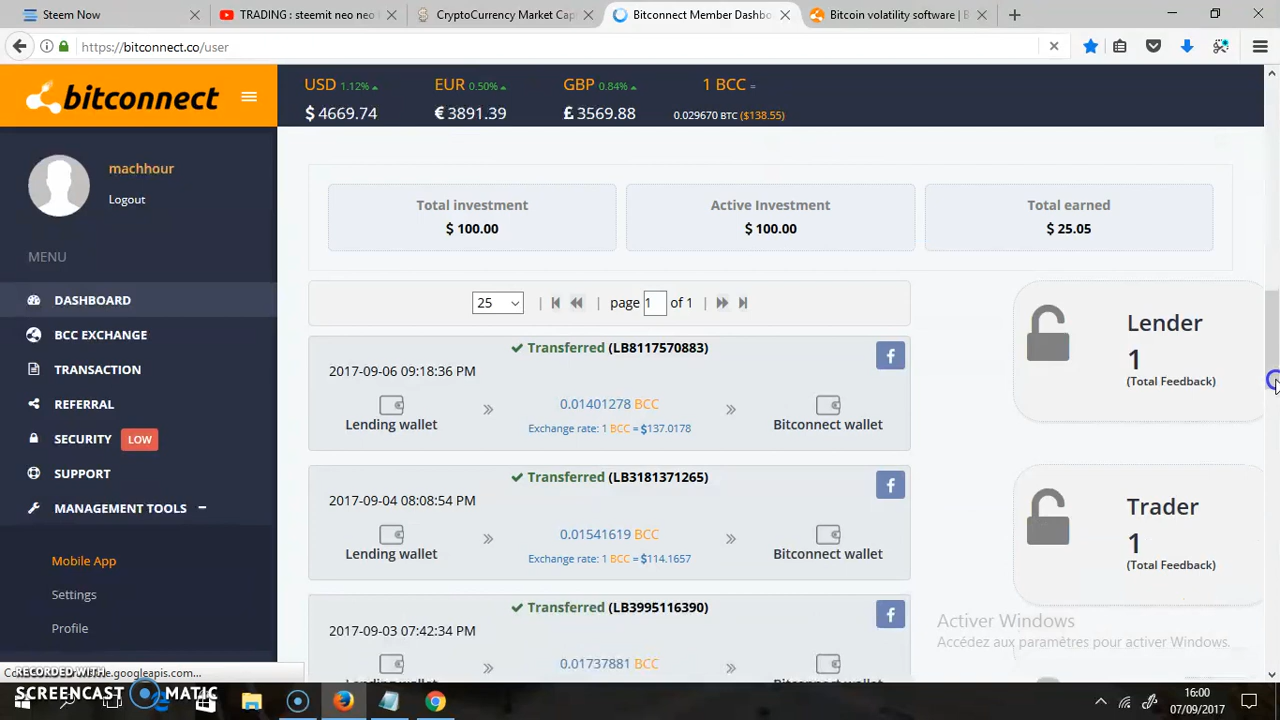 Steem Now
TRADING : steemit neo neo
CryptoCurrency Market Cap
Bitconnect Member Dashbo
Bitcoin volatility software | B
https://bitconnect.co/user
bitconnect
USD 1.12%
$ 4669.74
EUR 0.50%
€ 3891.39
GBP 0.84%
£ 3569.88
1 BCC =
0.029670 BTC ($138.55)
machhour
Logout
MENU
DASHBOARD
BCC EXCHANGE
TRANSACTION
REFERRAL
SECURITY LOW
SUPPORT
MANAGEMENT TOOLS
Mobile App
Settings
Profile
Total investment
$ 100.00
Active Investment
$ 100.00
Total earned
$ 25.05
25 | | page 1 of 1 |
Transferred (LB8117570883)
2017-09-06 09:18:36 PM
Lending wallet
0.01401278 BCC
Exchange rate: 1 BCC = $137.0178
Bitconnect wallet
Transferred (LB3181371265)
2017-09-04 08:08:54 PM
Lending wallet
0.01541619 BCC
Exchange rate: 1 BCC = $114.1657
Bitconnect wallet
Transferred (LB3995116390)
2017-09-03 07:42:34 PM
0.01737881 BCC
Lender
1
(Total Feedback)
Trader
1
(Total Feedback)
Activer Windows
Accédez aux paramètres pour activer Windows.
RECORDED WITH
SCREENCAST MATIC
16:00
07/09/2017